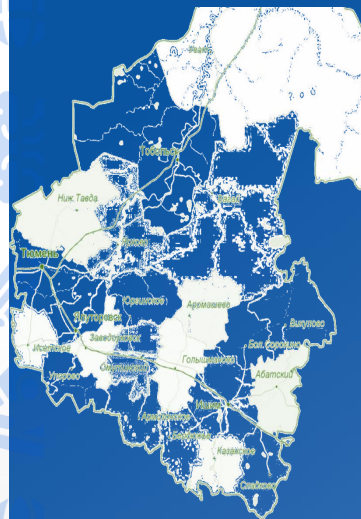 Уват
Тобольск
Ниж. Тавда
Вагай
Ярково
Тюмень
Юргинское
Аромашево
Ялуторовск
Викулово
Исетское
Заводоуковск
Бол. Сорокино
Голышманово
Омутинский
Упорово
Абатский
Ишим
Армизонское
Бердюжье
Казанское
Сладково